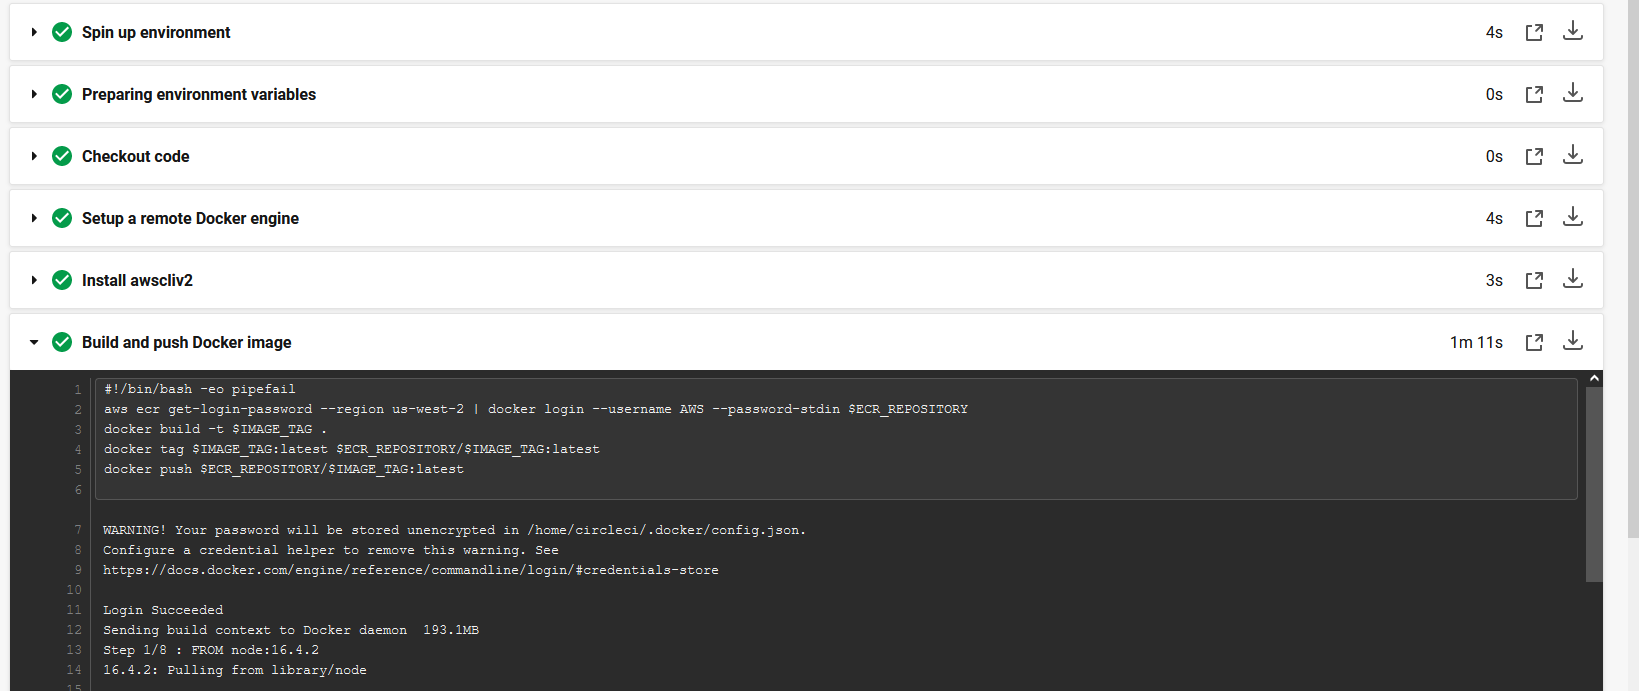 Spin up environment 4s
Preparing environment variables 0s
Checkout code 0s
Setup a remote Docker engine 4s
Install awscliv2 3s
Build and push Docker image 1m 11s
1 #!/bin/bash -eo pipefail
2 aws ecr get-login-password --region us-west-2 | docker login --username AWS --password-stdin $ECR_REPOSITORY
3 docker build -t $IMAGE_TAG .
4 docker tag $IMAGE_TAG:latest $ECR_REPOSITORY/$IMAGE_TAG:latest
5 docker push $ECR_REPOSITORY/$IMAGE_TAG:latest
6
7 WARNING! Your password will be stored unencrypted in /home/circleci/.docker/config.json.
8 Configure a credential helper to remove this warning. See
9 https://docs.docker.com/engine/reference/commandline/login/#credentials-store
10
11 Login Succeeded
12 Sending build context to Docker daemon  193.1MB
13 Step 1/8 : FROM node:16.4.2
14 16.4.2: Pulling from library/node
15